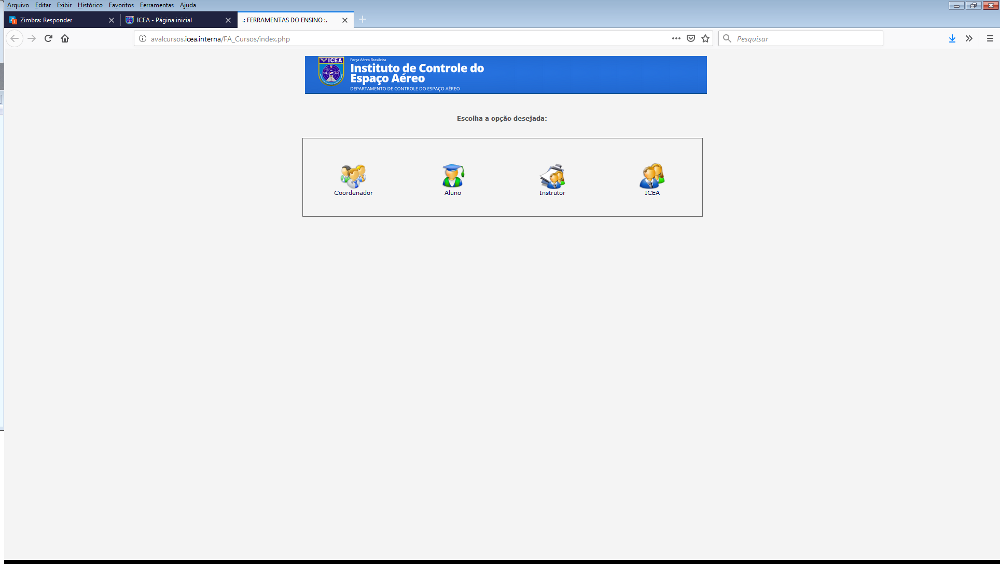 Arquivo Editar Exibir Histórico Favoritos Ferramentas Ajuda
Zimbra: Responder
ICEA - Página inicial
.: FERRAMENTAS DO ENSINO :.
avalcursos.icea.interna/FA_Cursos/index.php
Pesquisar
ICEA
Força Aérea Brasileira
Instituto de Controle do
Espaço Aéreo
DEPARTAMENTO DE CONTROLE DO ESPAÇO AÉREO
Escolha a opção desejada:
Coordenador
Aluno
Instrutor
ICEA